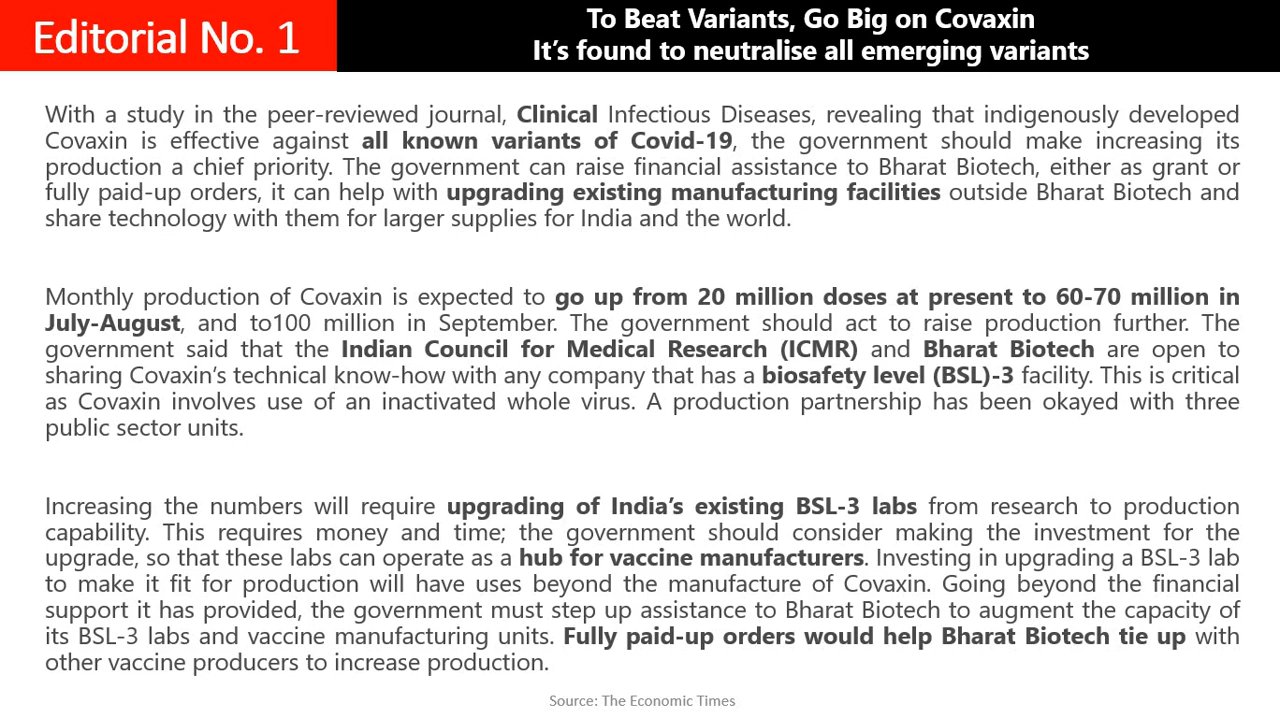 Editorial No. 1
To Beat Variants, Go Big on Covaxin
It's found to neutralise all emerging variants
With a study in the peer-reviewed journal, Clinical Infectious Diseases, revealing that indigenously developed
Covaxin is effective against all known variants of Covid-19, the government should make increasing its
production a chief priority. The government can raise financial assistance to Bharat Biotech, either as grant or
fully paid-up orders, it can help with upgrading existing manufacturing facilities outside Bharat Biotech and
share technology with them for larger supplies for India and the world.
Monthly production of Covaxin is expected to go up from 20 million doses at present to 60-70 million in
July-August, and to100 million in September. The government should act to raise production further. The
government said that the Indian Council for Medical Research (ICMR) and Bharat Biotech are open to
sharing Covaxin's technical know-how with any company that has a biosafety level (BSL)-3 facility. This is critical
as Covaxin involves use of an inactivated whole virus. A production partnership has been okayed with three
public sector units.
Increasing the numbers will require upgrading of India's existing BSL-3 labs from research to production
capability. This requires money and time; the government should consider making the investment for the
upgrade, so that these labs can operate as a hub for vaccine manufacturers. Investing in upgrading a BSL-3 lab
to make it fit for production will have uses beyond the manufacture of Covaxin. Going beyond the financial
support it has provided, the government must step up assistance to Bharat Biotech to augment the capacity of
its BSL-3 labs and vaccine manufacturing units. Fully paid-up orders would help Bharat Biotech tie up with
other vaccine producers to increase production.
Source: The Economic Times